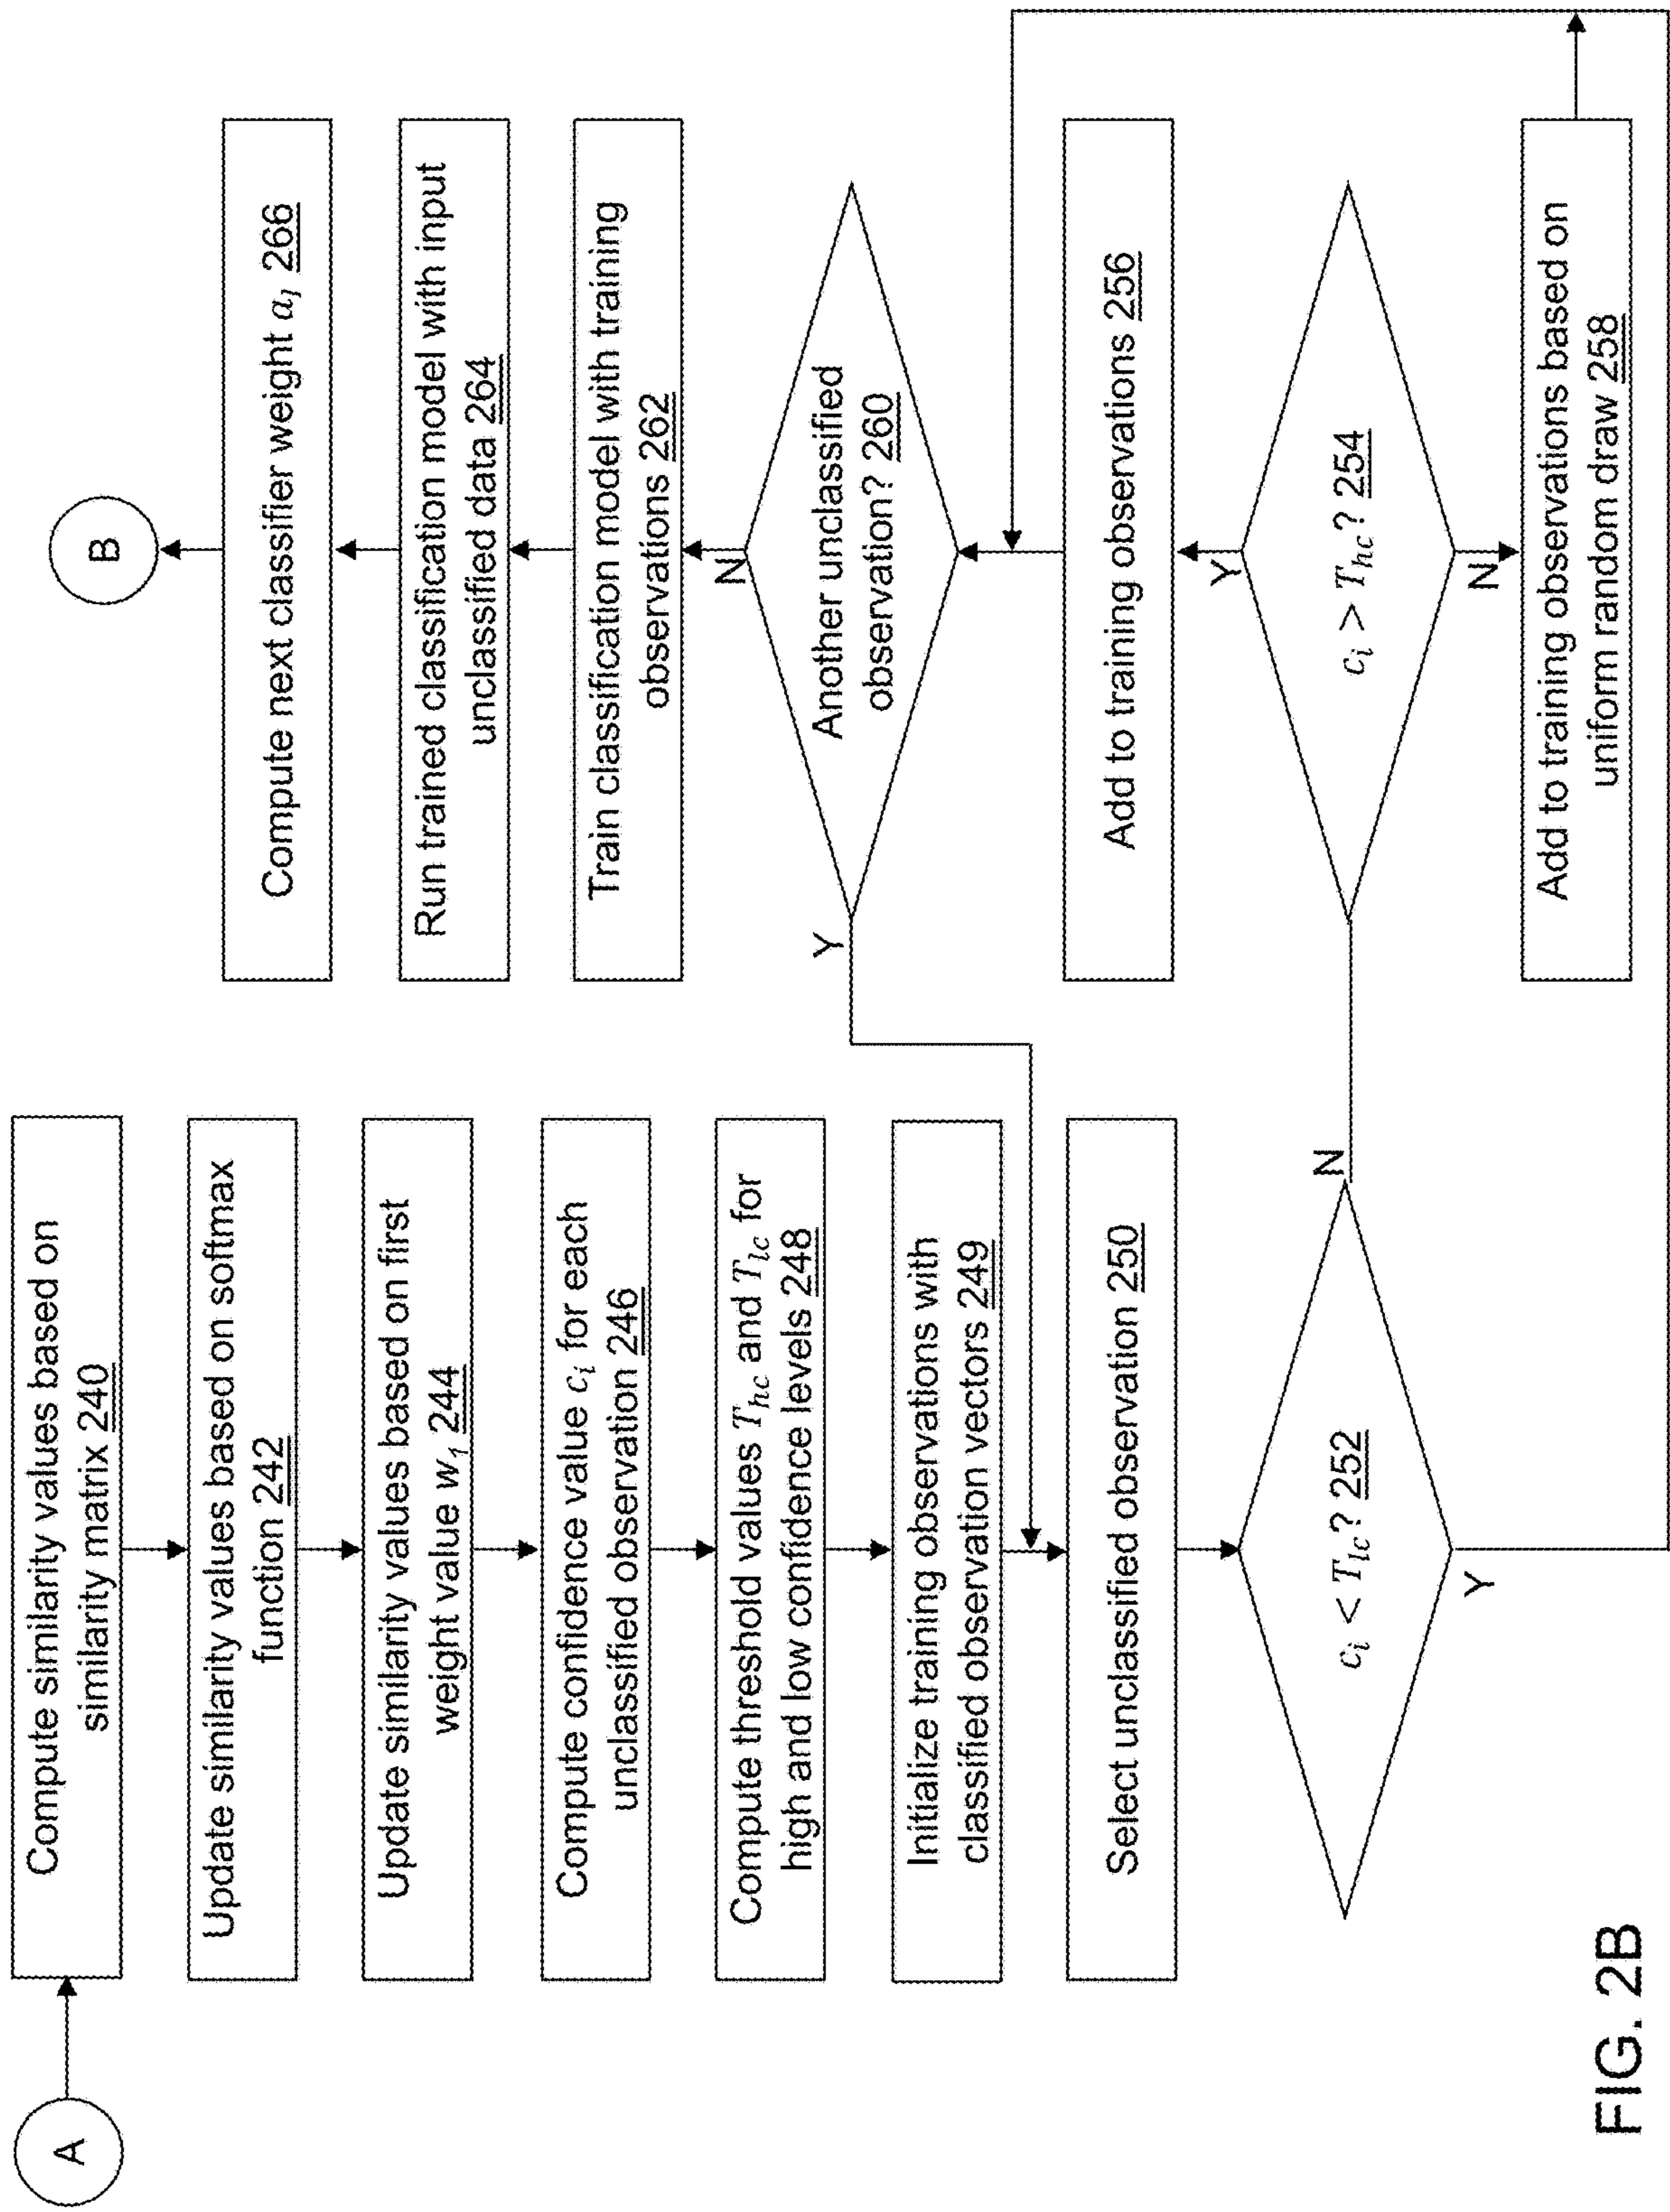 A
Compute similarity values based on
similarity matrix 240
Update similarity values based on softmax
function 242
Update similarity values based on first
weight value w₁ 244
Compute confidence value cᵢ for each
unclassified observation 246
Compute threshold values T_hc and T_lc for
high and low confidence levels 248
Initialize training observations with
classified observation vectors 249
Select unclassified observation 250
cᵢ < T_lc? 252
Y
N
B
Compute next classifier weight a_l 266
Run trained classification model with input
unclassified data 264
Train classification model with training
observations 262
N
Another unclassified
observation? 260
Y
Add to training observations 256
Y
cᵢ > T_hc? 254
N
Add to training observations based on
uniform random draw 258
FIG. 2B